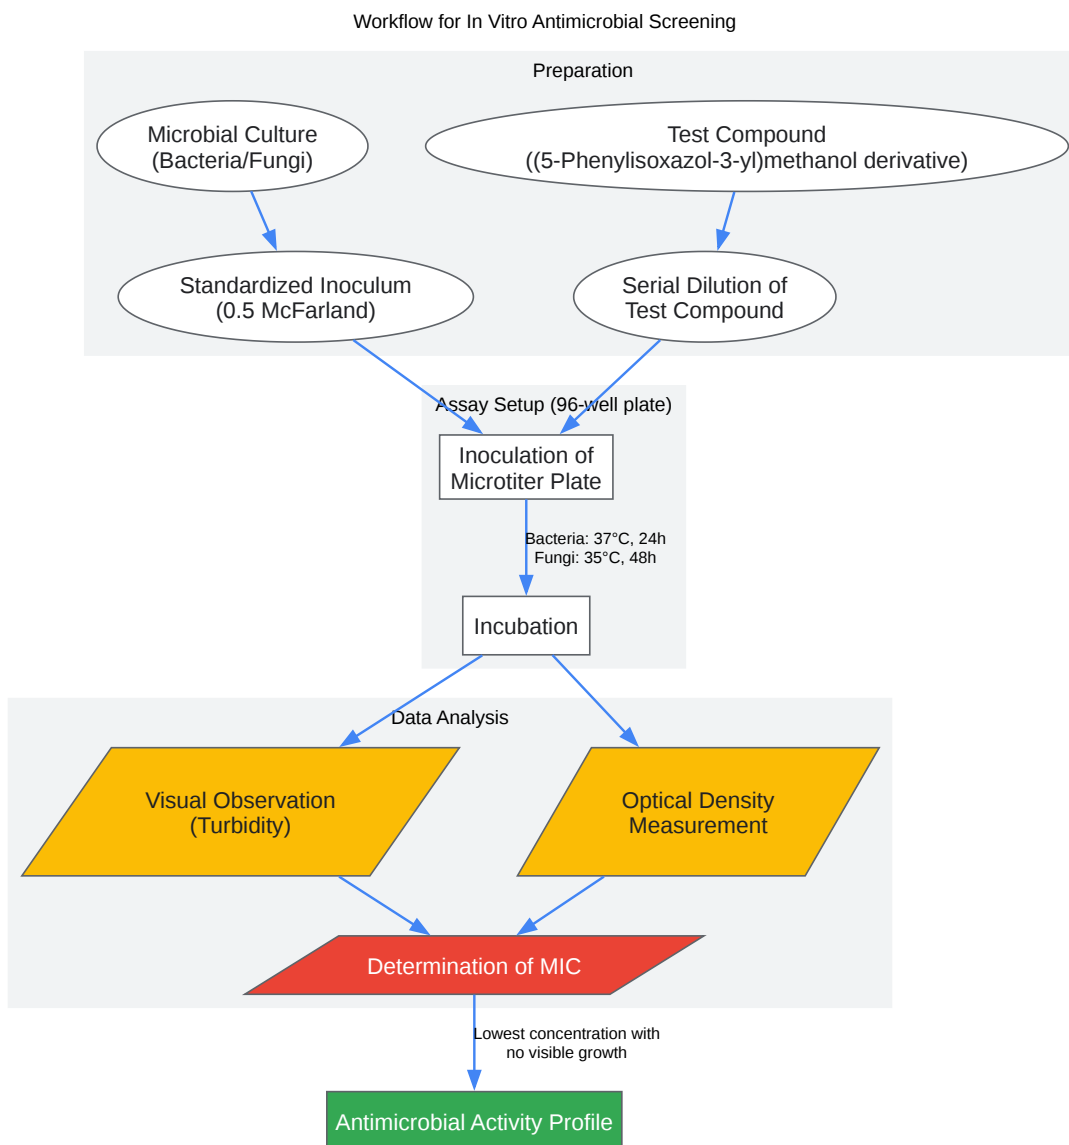 Workflow for In Vitro Antimicrobial Screening
Preparation
Microbial Culture
(Bacteria/Fungi)
Test Compound
((5-Phenylisoxazol-3-yl)methanol derivative)
Standardized Inoculum
(0.5 McFarland)
Serial Dilution of
Test Compound
Assay Setup (96-well plate)
Inoculation of
Microtiter Plate
Bacteria: 37°C, 24h
Fungi: 35°C, 48h
Incubation
Data Analysis
Visual Observation
(Turbidity)
Optical Density
Measurement
Determination of MIC
Lowest concentration with
no visible growth
Antimicrobial Activity Profile